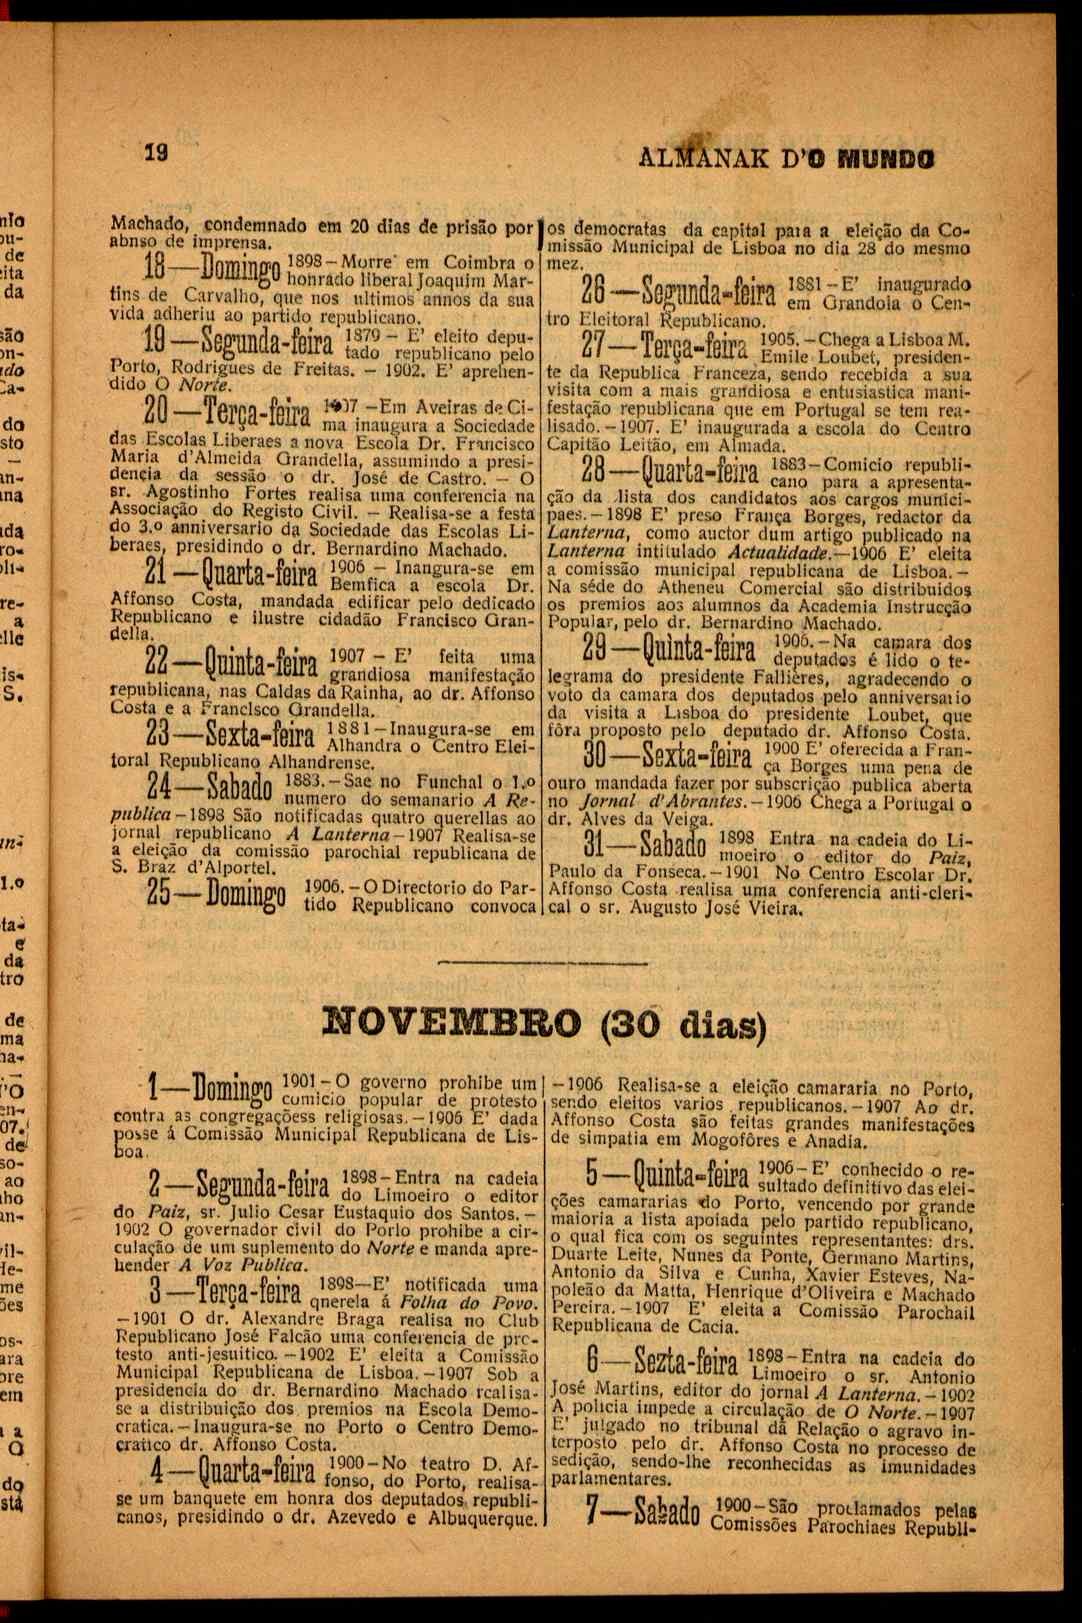 19
ALMANAK D'O MUNDO
Machado, condemnado em 20 dias de prisão por
abnso de imprensa.
18—Domingo 1898—Morre em Coimbra o
honrado liberal Joaquim Mar-
tins de Carvalho, que nos ultimos annos da sua
vida adheriu ao partido republicano.
19—Segunda-feira 1879— E' eleito depu-
tado republicano pelo
Porto, Rodrigues de Freitas. — 1902. E' aprehen-
dido O Norte.
20—Terça-feira 1907 —Em Aveiras de Ci-
ma inaugura a Sociedade
das Escolas Liberaes a nova Escola Dr. Francisco
Maria d'Almeida Grandella, assumindo a presi-
dencia da sessão o dr. José de Castro. — O
sr. Agostinho Fortes realisa uma conferencia na
Associação do Registo Civil. — Realisa-se a festa
do 3.º anniversario da Sociedade das Escolas Li-
beraes, presidindo o dr. Bernardino Machado.
21—Quarta-feira 1906 — Inaugura-se em
Bemfica a escola Dr.
Affonso Costa, mandada edificar pelo dedicado
Republicano e ilustre cidadão Francisco Gran-
della.
22—Quinta-feira 1907 — E' feita uma
grandiosa manifestação
republicana, nas Caldas da Rainha, ao dr. Affonso
Costa e a Francisco Grandella.
23—Sexta-feira 1881—Inaugura-se em
Alhandra o Centro Elei-
toral Republicano Alhandrense.
24—Sabado 1883.—Sae no Funchal o 1.º
numero do semanario A Re-
publica—1898 São notificadas quatro querellas ao
jornal republicano A Lanterna—1907 Realisa-se
a eleição da comissão parochial republicana de
S. Braz d'Alportel.
25—Domingo 1906.—O Directorio do Par-
tido Republicano convoca
os democratas da capital para a eleição da Co-
missão Municipal de Lisboa no dia 28 do mesmo
mez.
26—Segunda-feira 1881—E' inaugurado
em Grandola o Cen-
tro Eleitoral Republicano.
27—Terça-feira 1905.—Chega a Lisboa M.
Emile Loubet, presiden-
te da Republica Franceza, sendo recebida a sua
visita com a mais grandiosa e entusiastica mani-
festação republicana que em Portugal se tem rea-
lisado.—1907. E' inaugurada a escola do Centro
Capitão Leitão, em Almada.
28—Quarta-feira 1883—Comicio republi-
cano para a apresenta-
ção da lista dos candidatos aos cargos munici-
paes.—1898 E' preso França Borges, redactor da
Lanterna, como auctor dum artigo publicado na
Lanterna intitulado Actualidade.—1906 E' eleita
a comissão municipal republicana de Lisboa.—
Na séde do Atheneu Comercial são distribuidos
os premios aos alumnos da Academia Instrucção
Popular, pelo dr. Bernardino Machado.
29—Quinta-feira 1906.—Na camara dos
deputados é lido o te-
legrama do presidente Fallières, agradecendo o
voto da camara dos deputados pelo anniversario
da visita a Lisboa do presidente Loubet, que
fôra proposto pelo deputado dr. Affonso Costa.
30—Sexta-feira 1900 E' oferecida a Fran-
ça Borges uma pena de
ouro mandada fazer por subscrição publica aberta
no Jornal d'Abrantes.—1906 Chega a Portugal o
dr. Alves da Veiga.
31—Sabado 1898 Entra na cadeia do Li-
moeiro o editor do Paiz,
Paulo da Fonseca.—1901 No Centro Escolar Dr.
Affonso Costa realisa uma conferencia anti-cleri-
cal o sr. Augusto José Vieira.
NOVEMBRO (30 dias)
1—Domingo 1901—O governo prohibe um
comicio popular de protesto
contra as congregaçõess religiosas.—1906 E' dada
posse á Comissão Municipal Republicana de Lis-
boa.
2—Segunda-feira 1898—Entra na cadeia
do Limoeiro o editor
do Paiz, sr. Julio Cesar Eustaquio dos Santos.—
1902 O governador civil do Porto prohibe a cir-
culação de um suplemento do Norte e manda apre-
hender A Voz Publica.
3—Terça-feira 1898—E' notificada uma
qnerela á Folha do Povo.
—1901 O dr. Alexandre Braga realisa no Club
Republicano José Falcão uma conferencia de pro-
testo anti-jesuitico.—1902 E' eleita a Comissão
Municipal Republicana de Lisboa.—1907 Sob a
presidencia do dr. Bernardino Machado realisa-
se a distribuição dos premios na Escola Demo-
cratica.—Inaugura-se no Porto o Centro Demo-
cratico dr. Affonso Costa.
4—Quarta-feira 1900—No teatro D. Af-
fonso, do Porto, realisa-
se um banquete em honra dos deputados republi-
canos, presidindo o dr. Azevedo e Albuquerque.
—1906 Realisa-se a eleição camararia no Porto,
sendo eleitos varios republicanos.—1907 Ao dr.
Affonso Costa são feitas grandes manifestações
de simpatia em Mogofôres e Anadia.
5—Quinta-feira 1906—E' conhecido o re-
sultado definitivo das elei-
ções camararias do Porto, vencendo por grande
maioria a lista apoiada pelo partido republicano,
o qual fica com os seguintes representantes: drs.
Duarte Leite, Nunes da Ponte, Germano Martins,
Antonio da Silva e Cunha, Xavier Esteves, Na-
poleão da Matta, Henrique d'Oliveira e Machado
Pereira.—1907 E' eleita a Comissão Parochail
Republicana de Cacia.
6—Sezta-feira 1898—Entra na cadeia do
Limoeiro o sr. Antonio
José Martins, editor do jornal A Lanterna.—1902
A policia impede a circulação de O Norte.—1907
E' julgado no tribunal da Relação o agravo in-
terposto pelo dr. Affonso Costa no processo de
sedição, sendo-lhe reconhecidas as imunidades
parlamentares.
7—Sabado 1900—São proclamados pelas
Comissões Parochiaes Republi-